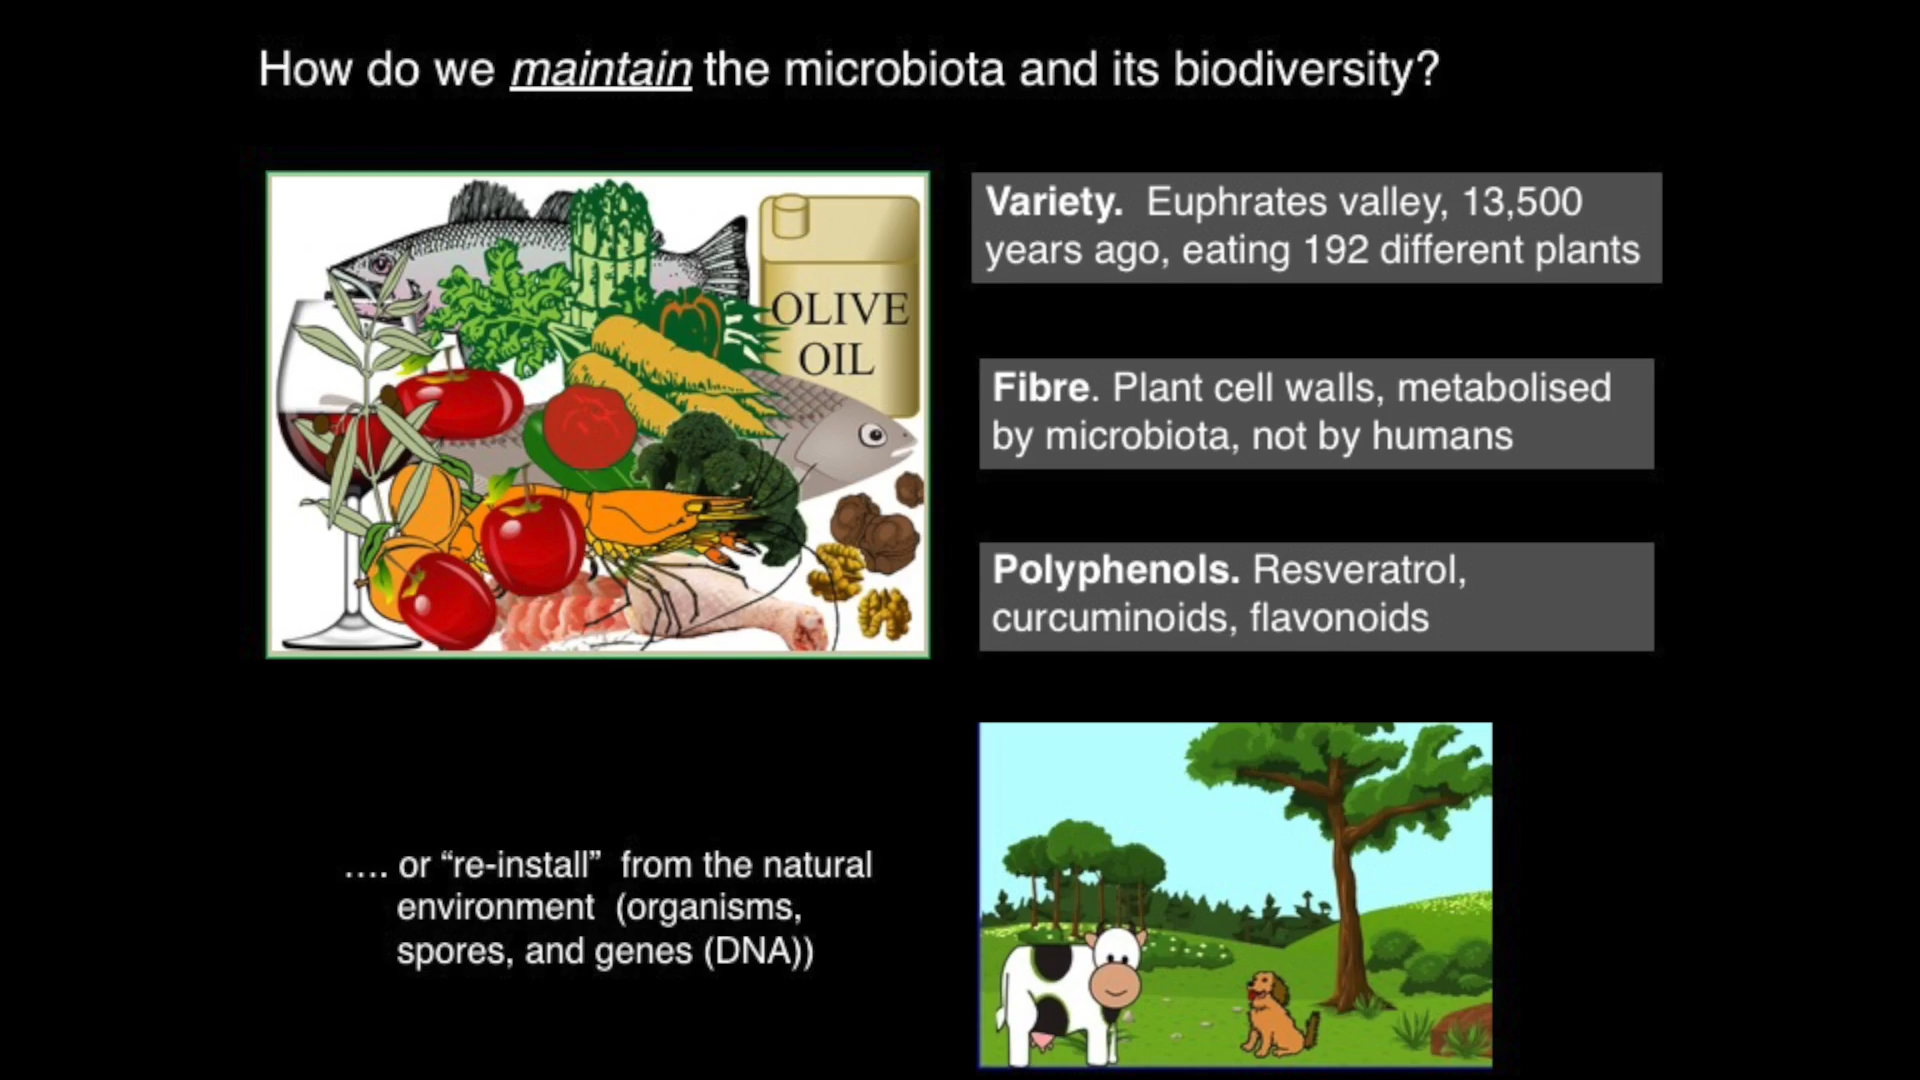 How do we maintain the microbiota and its biodiversity?
OLIVE
OIL
Variety. Euphrates valley, 13,500
years ago, eating 192 different plants
Fibre. Plant cell walls, metabolised
by microbiota, not by humans
Polyphenols. Resveratrol,
curcuminoids, flavonoids
.... or “re-install” from the natural
environment (organisms,
spores, and genes (DNA))